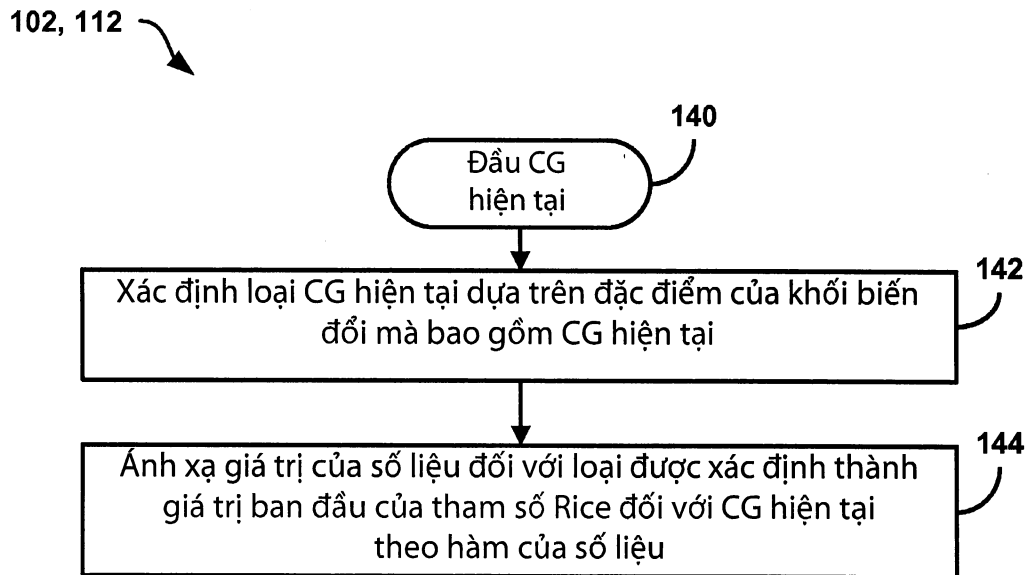 102, 112
140
Đầu CG
hiện tại
142
Xác định loại CG hiện tại dựa trên đặc điểm của khối biến
đổi mà bao gồm CG hiện tại
144
Ánh xạ giá trị của số liệu đối với loại được xác định thành
giá trị ban đầu của tham số Rice đối với CG hiện tại
theo hàm của số liệu